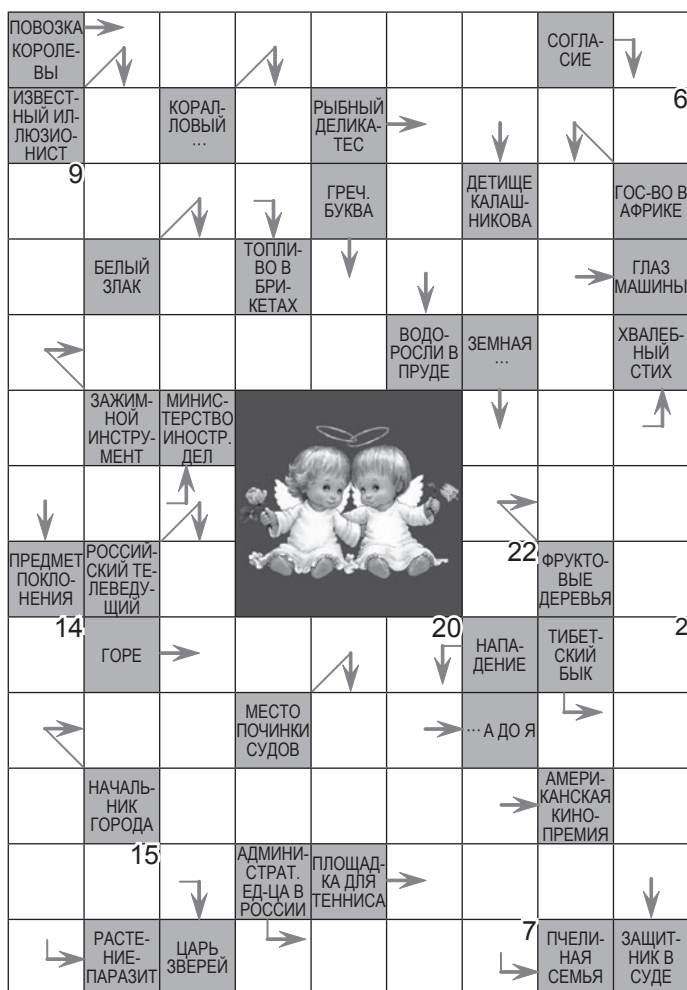 ПОВОЗКА
КОРОЛЕ-
ВЫ
СОГЛА-
СИЕ
ИЗВЕСТ-
НЫЙ ИЛ-
ЛЮЗИО-
НИСТ
КОРАЛ-
ЛОВЫЙ
...
РЫБНЫЙ
ДЕЛИКА-
ТЕС
6
9
ГРЕЧ.
БУКВА
ДЕТИЩЕ
КАЛАШ-
НИКОВА
ГОС-ВО В
АФРИКЕ
БЕЛЫЙ
ЗЛАК
ТОПЛИ-
ВО В
БРИ-
КЕТАХ
ГЛАЗ
МАШИНЫ
ВОДО-
РОСЛИ В
ПРУДЕ
ЗЕМНАЯ
...
ХВАЛЕБ-
НЫЙ
СТИХ
ЗАЖИМ-
НОЙ
ИНСТРУ-
МЕНТ
МИНИС-
ТЕРСТВО
ИНОСТР.
ДЕЛ
ПРЕДМЕТ
ПОКЛО-
НЕНИЯ
РОССИЙ-
СКИЙ ТЕ-
ЛЕВЕДУ-
ЩИЙ
22
ФРУКТО-
ВЫЕ
ДЕРЕВЬЯ
14
ГОРЕ
20
НАПА-
ДЕНИЕ
ТИБЕТ-
СКИЙ
БЫК
2
МЕСТО
ПОЧИНКИ
СУДОВ
... А ДО Я
НАЧАЛЬ-
НИК
ГОРОДА
АМЕРИ-
КАНСКАЯ
КИНО-
ПРЕМИЯ
15
АДМИНИ-
СТРАТ.
ЕД-ЦА В
РОССИИ
ПЛОЩАД-
КА ДЛЯ
ТЕННИСА
РАСТЕ-
НИЕ-
ПАРАЗИТ
ЦАРЬ
ЗВЕРЕЙ
7
ПЧЕЛИ-
НАЯ
СЕМЬЯ
ЗАЩИТ-
НИК В
СУДЕ